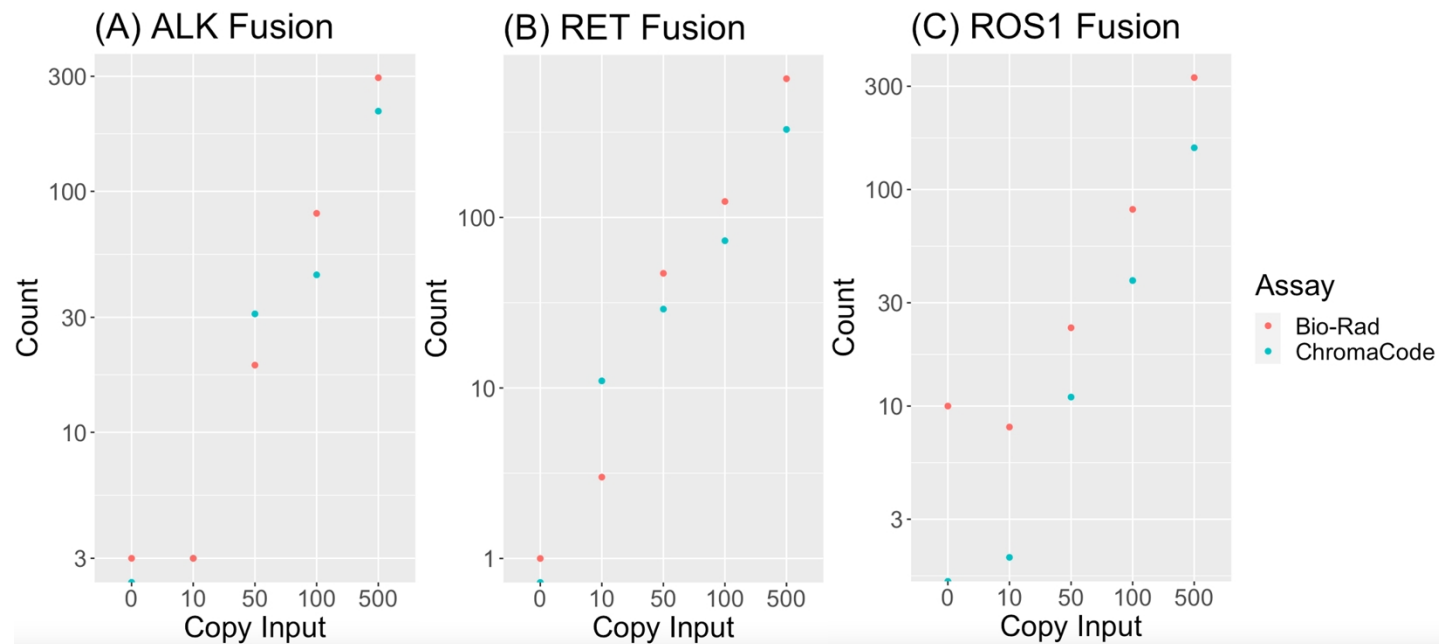 (A) ALK Fusion
300
100
30
10
3
Count
0 10 50 100 500
Copy Input
(B) RET Fusion
100
10
1
Count
0 10 50 100 500
Copy Input
(C) ROS1 Fusion
300
100
30
10
3
Count
0 10 50 100 500
Copy Input
Assay
Bio-Rad
ChromaCode